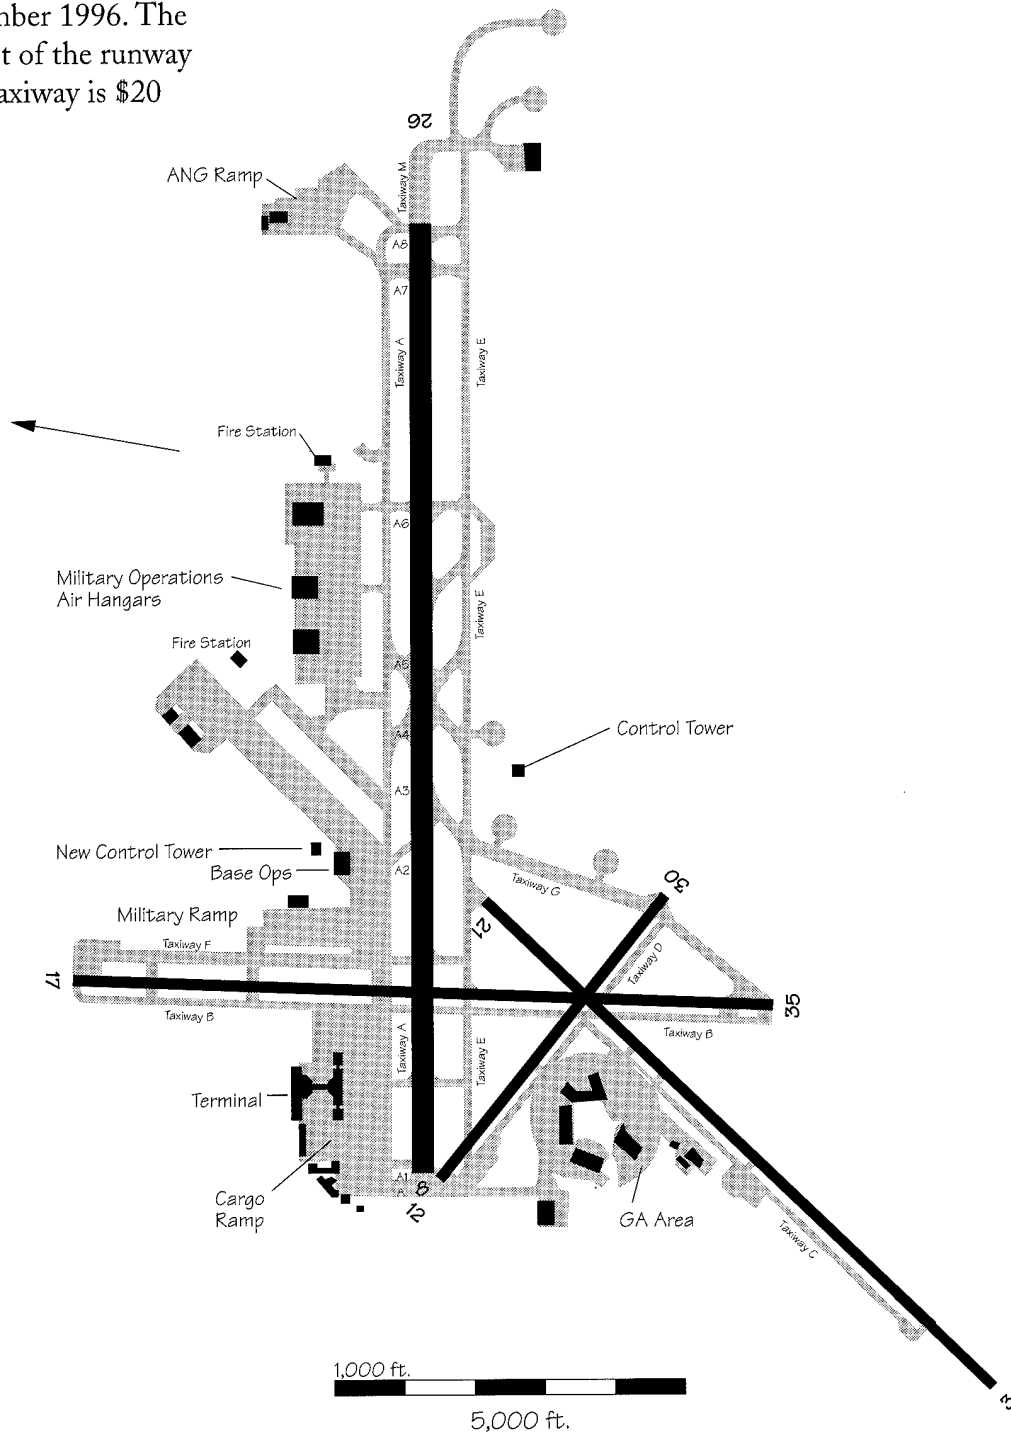 nber 1996. The
t of the runway
axiway is $20
26
ANG Ramp
Taxiway M
A8
A7
Taxiway A
Taxiway E
Fire Station
A6
Military Operations
Air Hangars
Taxiway E
Fire Station
A5
Control Tower
A4
A3
New Control Tower
Base Ops
A2
Taxiway G
30
Military Ramp
21
Taxiway F
Taxiway D
17
35
Taxiway B
Taxiway B
Taxiway A
Taxiway E
Terminal
A1
A
8
12
Cargo
Ramp
GA Area
Taxiway C
1,000 ft.
5,000 ft.
3